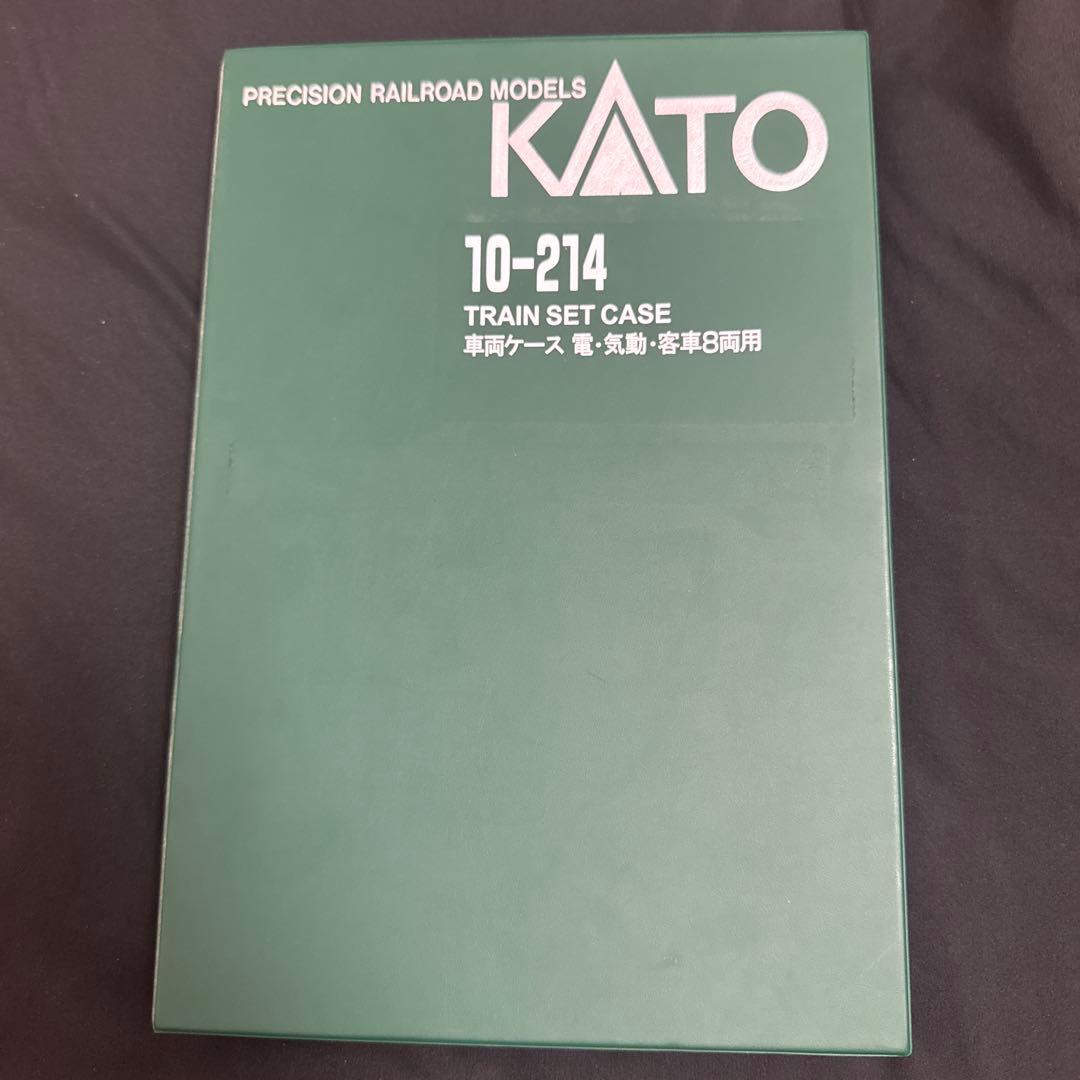 PRECISION RAILROAD MODELS
KATO
10-214
TRAIN SET CASE
車両ケース 電・気動・客車8両用